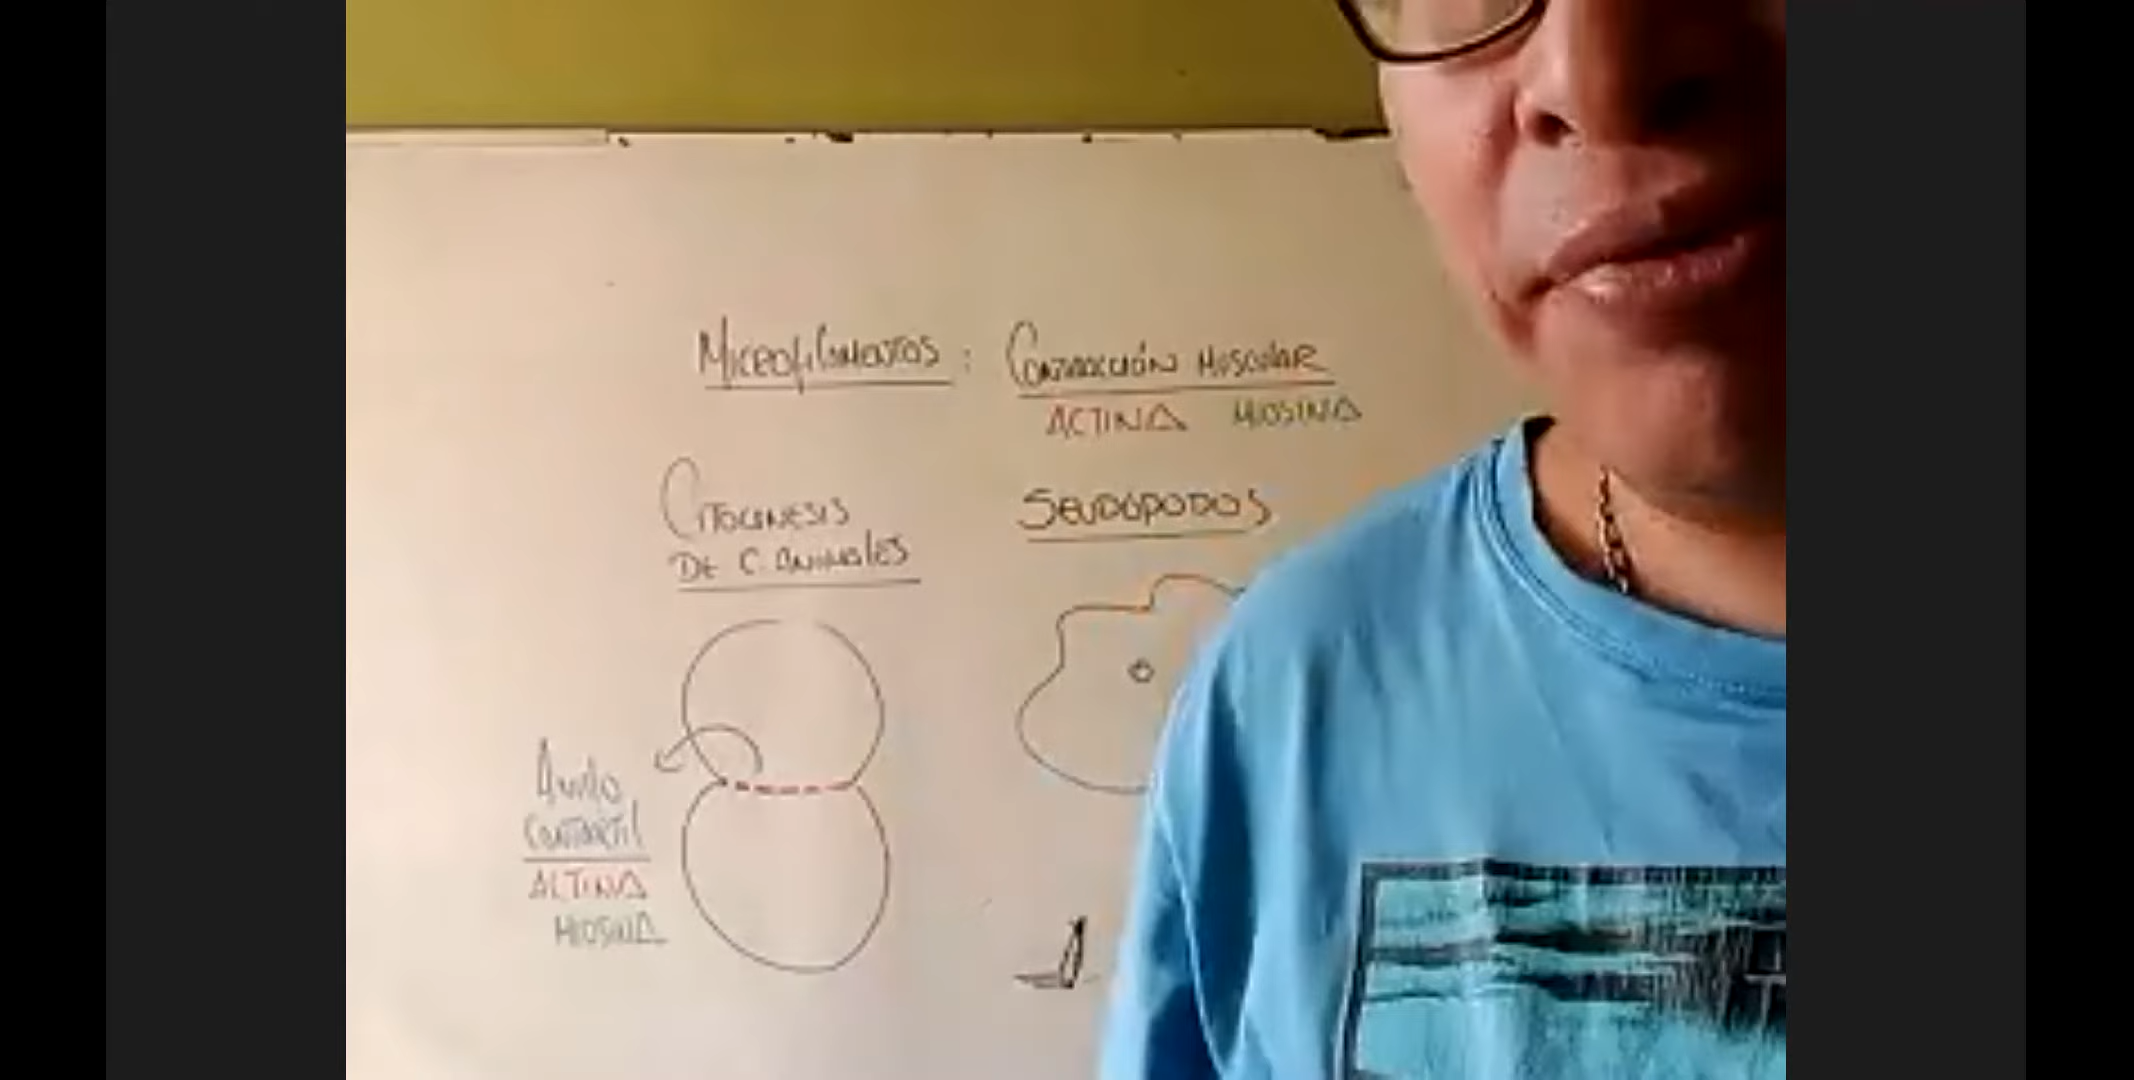 MICROFILAMENTOS : CONTRACCIÓN MUSCULAR
ACTINA MIOSINA
CITOCINESIS
DE C. ANIMALES
SEUDÓPODOS
Anillo
CONTRÁCTIL
ACTINA
MIOSINA